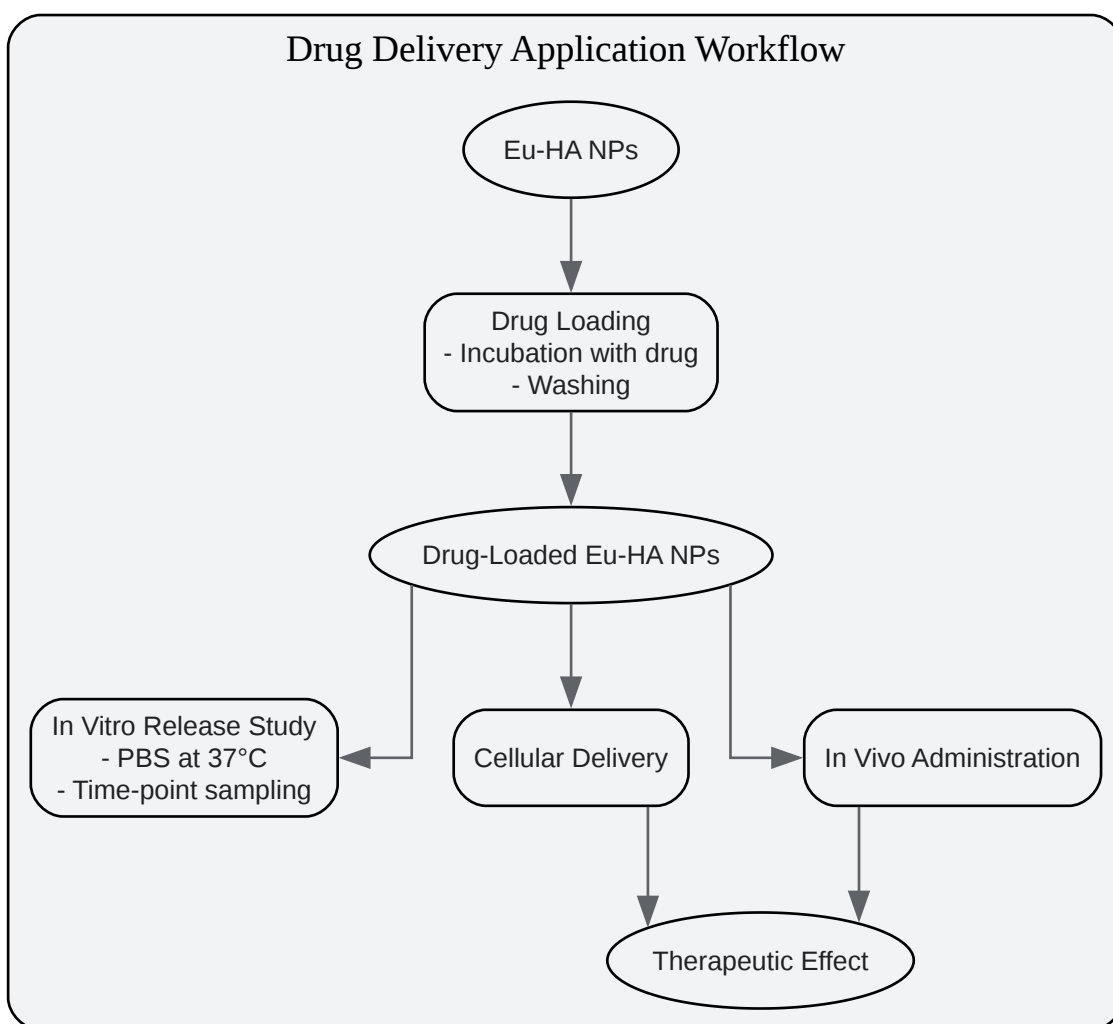 Drug Delivery Application Workflow
Eu-HA NPs
Drug Loading
- Incubation with drug
- Washing
Drug-Loaded Eu-HA NPs
In Vitro Release Study
- PBS at 37°C
- Time-point sampling
Cellular Delivery
In Vivo Administration
Therapeutic Effect